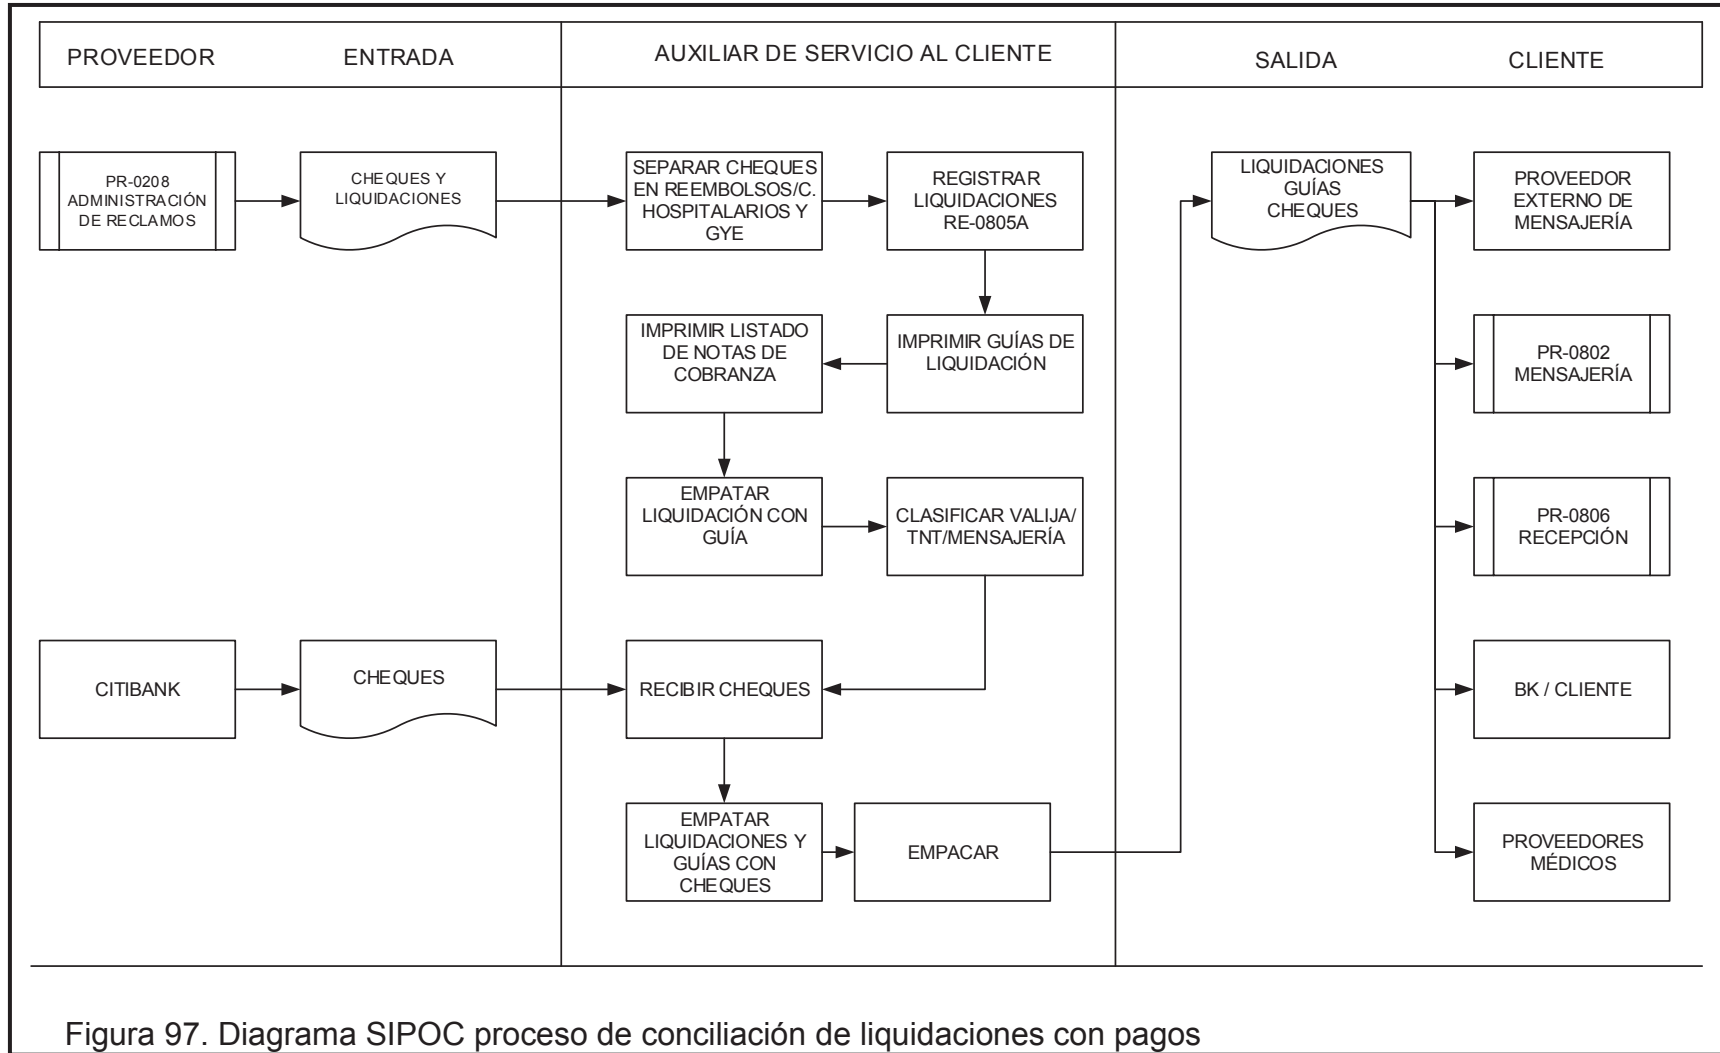 PROVEEDOR
ENTRADA
AUXILIAR DE SERVICIO AL CLIENTE
SALIDA
CLIENTE
PR-0208
ADMINISTRACIÓN
DE RECLAMOS
CHEQUES Y
LIQUIDACIONES
SEPARAR CHEQUES
EN REEMBOLSOS/C.
HOSPITALARIOS Y
GYE
REGISTRAR
LIQUIDACIONES
RE-0805A
LIQUIDACIONES
GUÍAS
CHEQUES
PROVEEDOR
EXTERNO DE
MENSAJERÍA
IMPRIMIR LISTADO
DE NOTAS DE
COBRANZA
IMPRIMIR GUÍAS DE
LIQUIDACIÓN
PR-0802
MENSAJERÍA
EMPATAR
LIQUIDACIÓN CON
GUÍA
CLASIFICAR VALIJA/
TNT/MENSAJERÍA
PR-0806
RECEPCIÓN
CITIBANK
CHEQUES
RECIBIR CHEQUES
BK / CLIENTE
EMPATAR
LIQUIDACIONES Y
GUÍAS CON
CHEQUES
EMPACAR
PROVEEDORES
MÉDICOS
Figura 97. Diagrama SIPOC proceso de conciliación de liquidaciones con pagos